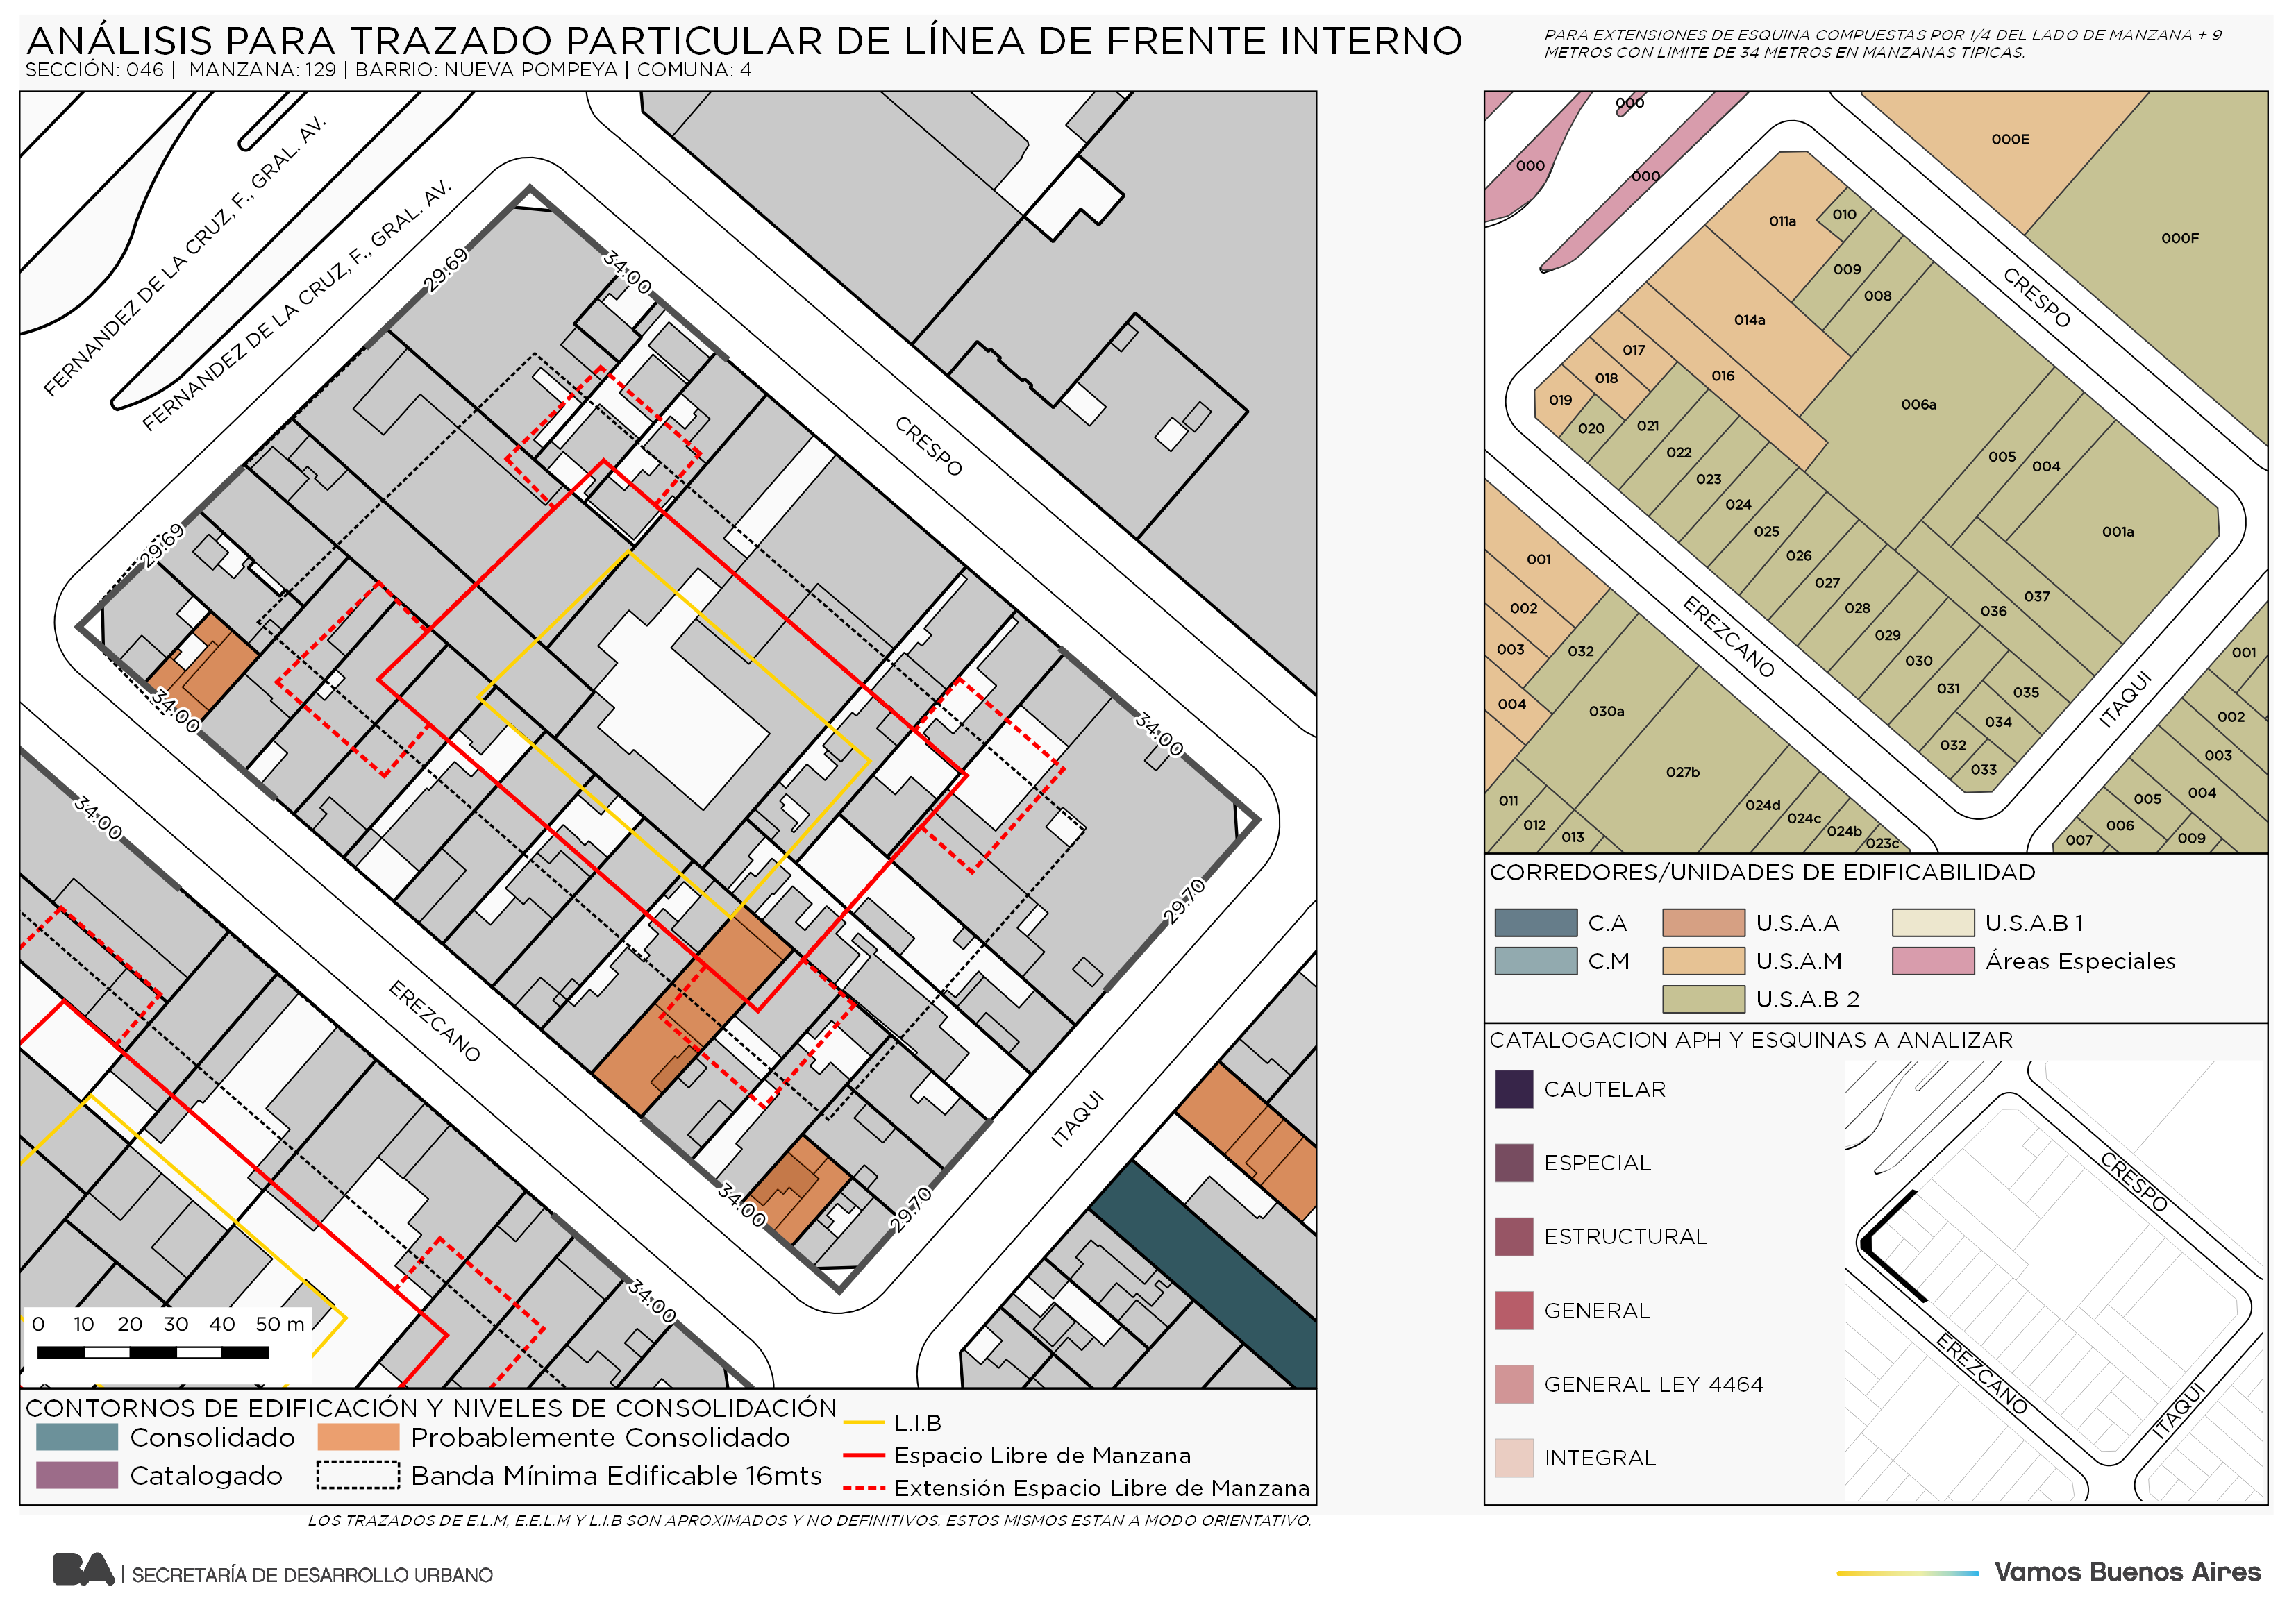 ANÁLISIS PARA TRAZADO PARTICULAR DE LÍNEA DE FRENTE INTERNO
SECCIÓN: 046 | MANZANA: 129 | BARRIO: NUEVA POMPEYA | COMUNA: 4
PARA EXTENSIONES DE ESQUINA COMPUESTAS POR 1/4 DEL LADO DE MANZANA + 9
METROS CON LIMITE DE 34 METROS EN MANZANAS TIPICAS.
FERNANDEZ DE LA CRUZ, F., GRAL. AV.
FERNANDEZ DE LA CRUZ, F., GRAL. AV.
29.69
34.00
CRESPO
29.69
34.00
34.00
34.00
29.70
EREZCANO
ITAQUI
34.00
29.70
34.00
0 10 20 30 40 50 m
CONTORNOS DE EDIFICACIÓN Y NIVELES DE CONSOLIDACIÓN
Consolidado
Probablemente Consolidado
Catalogado
Banda Mínima Edificable 16mts
L.I.B
Espacio Libre de Manzana
Extensión Espacio Libre de Manzana
LOS TRAZADOS DE E.L.M, E.E.L.M Y L.I.B SON APROXIMADOS Y NO DEFINITIVOS. ESTOS MISMOS ESTAN A MODO ORIENTATIVO.
000
000
000
000E
000F
011a
010
009
008
014a
CRESPO
017
018
016
019
020
021
006a
022
023
005
004
024
025
001a
026
027
028
037
036
029
030
031
035
034
032
033
EREZCANO
ITAQUI
001
002
003
004
032
030a
027b
011
012
013
024d
024c
024b
023c
001
002
003
004
005
006
007
009
CORREDORES/UNIDADES DE EDIFICABILIDAD
C.A
U.S.A.A
U.S.A.B 1
C.M
U.S.A.M
Áreas Especiales
U.S.A.B 2
CATALOGACION APH Y ESQUINAS A ANALIZAR
CAUTELAR
ESPECIAL
ESTRUCTURAL
GENERAL
GENERAL LEY 4464
INTEGRAL
CRESPO
EREZCANO
ITAQUI
BA | SECRETARÍA DE DESARROLLO URBANO
Vamos Buenos Aires